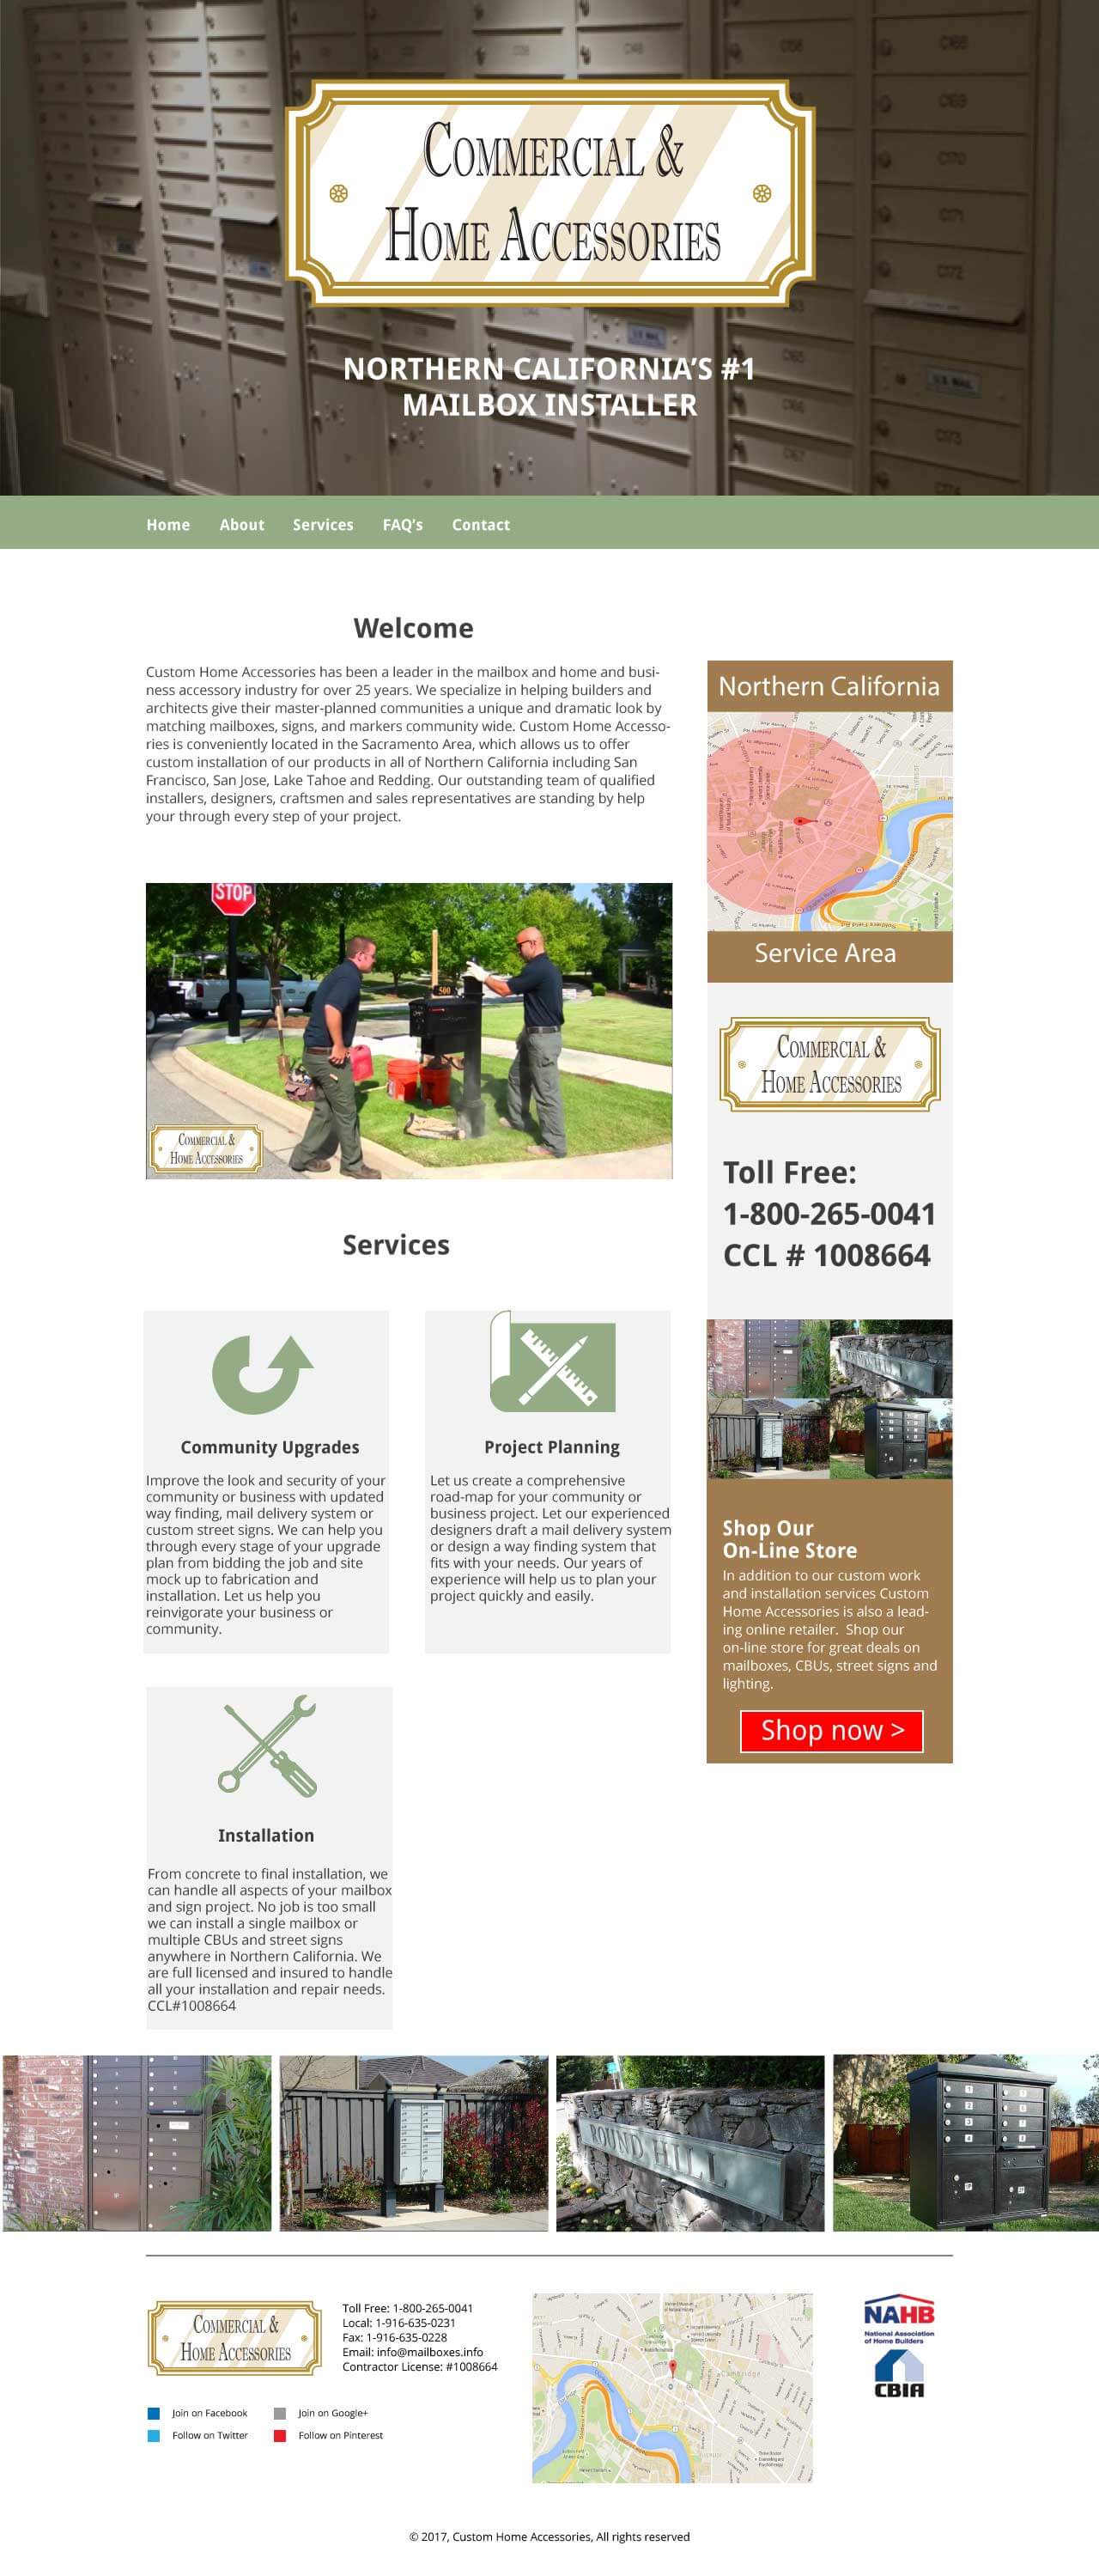 COMMERCIAL &
HOME ACCESSORIES
NORTHERN CALIFORNIA'S #1
MAILBOX INSTALLER
Home About Services FAQ's Contact
Welcome
Custom Home Accessories has been a leader in the mailbox and home and busi-
ness accessory industry for over 25 years. We specialize in helping builders and
architects give their master-planned communities a unique and dramatic look by
matching mailboxes, signs, and markers community wide. Custom Home Accesso-
ries is conveniently located in the Sacramento Area, which allows us to offer
custom installation of our products in all of Northern California including San
Francisco, San Jose, Lake Tahoe and Redding. Our outstanding team of qualified
installers, designers, craftsmen and sales representatives are standing by help
your through every step of your project.
STOP
500
COMMERCIAL &
HOME ACCESSORIES
Services
Community Upgrades
Improve the look and security of your
community or business with updated
way finding, mail delivery system or
custom street signs. We can help you
through every stage of your upgrade
plan from bidding the job and site
mock up to fabrication and
installation. Let us help you
reinvigorate your business or
community.
Project Planning
Let us create a comprehensive
road-map for your community or
business project. Let our experienced
designers draft a mail delivery system
or design a way finding system that
fits with your needs. Our years of
experience will help us to plan your
project quickly and easily.
Installation
From concrete to final installation, we
can handle all aspects of your mailbox
and sign project. No job is too small
we can install a single mailbox or
multiple CBUs and street signs
anywhere in Northern California. We
are full licensed and insured to handle
all your installation and repair needs.
CCL#1008664
Northern California
Service Area
COMMERCIAL &
HOME ACCESSORIES
Toll Free:
1-800-265-0041
CCL # 1008664
Shop Our
On-Line Store
In addition to our custom work
and installation services Custom
Home Accessories is also a lead-
ing online retailer. Shop our
on-line store for great deals on
mailboxes, CBUs, street signs and
lighting.
Shop now >
ROUND HILL
COMMERCIAL &
HOME ACCESSORIES
Toll Free: 1-800-265-0041
Local: 1-916-635-0231
Fax: 1-916-635-0228
Email: info@mailboxes.info
Contractor License: #1008664
Join on Facebook
Join on Google+
Follow on Twitter
Follow on Pinterest
Cambridge
NAHB
National Association
of Home Builders
CBIA
© 2017, Custom Home Accessories, All rights reserved